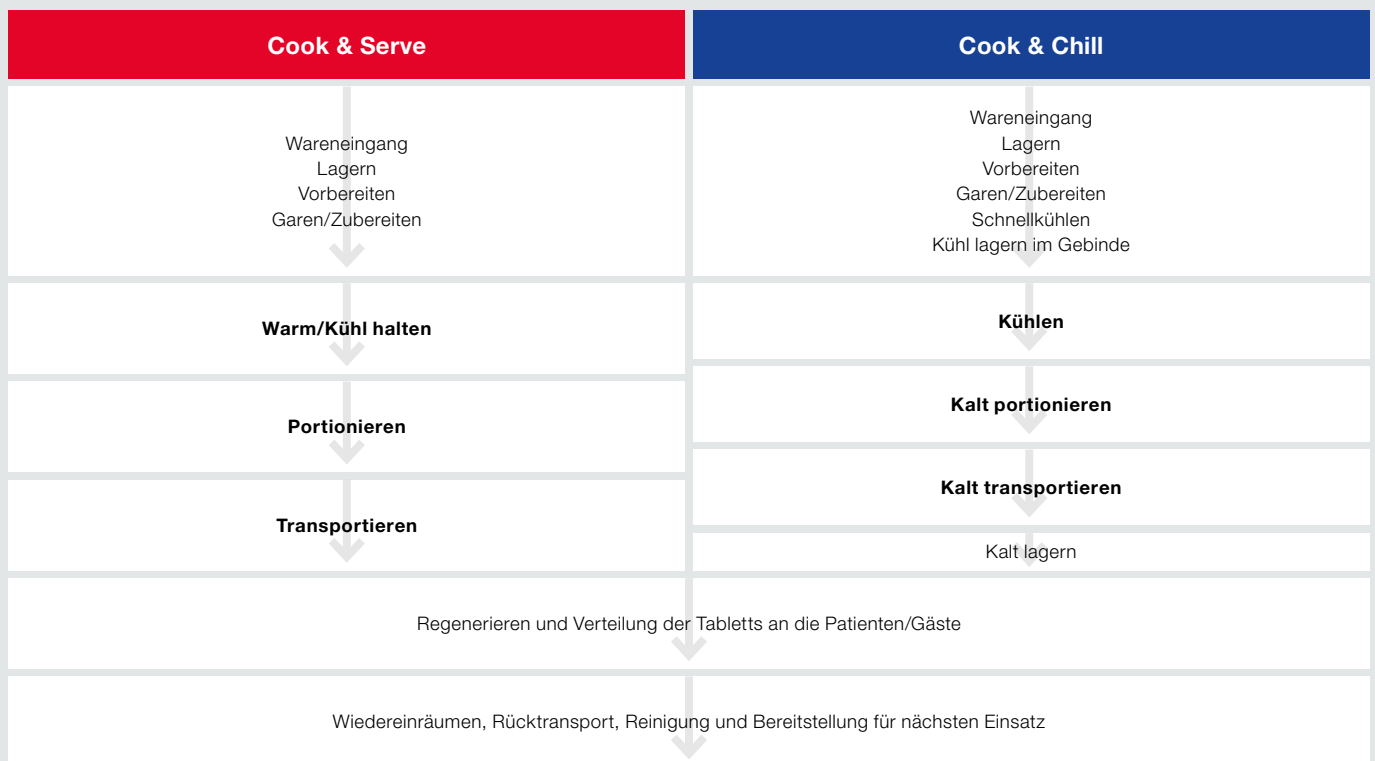 Cook & Serve
Wareneingang
Lagern
Vorbereiten
Garen/Zubereiten
Warm/Kühl halten
Portionieren
Transportieren
Cook & Chill
Wareneingang
Lagern
Vorbereiten
Garen/Zubereiten
Schnellkühlen
Kühl lagern im Gebinde
Kühlen
Kalt portionieren
Kalt transportieren
Kalt lagern
Regenerieren und Verteilung der Tabletts an die Patienten/Gäste
Wiedereinräumen, Rücktransport, Reinigung und Bereitstellung für nächsten Einsatz